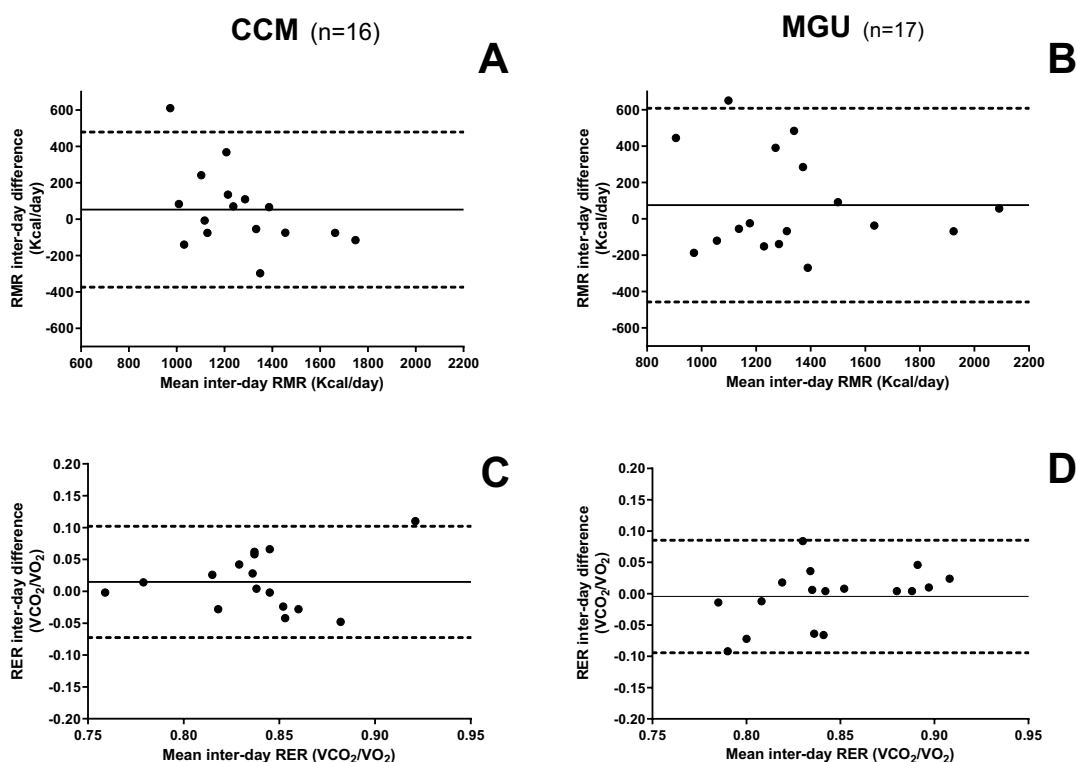 CCM (n=16)
A
RMR inter-day difference
(Kcal/day)
600
400
200
0
-200
-400
-600
600 800 1000 1200 1400 1600 1800 2000 2200
Mean inter-day RMR (Kcal/day)
MGU (n=17)
B
RMR inter-day difference
(Kcal/day)
600
400
200
0
-200
-400
-600
800 1000 1200 1400 1600 1800 2000 2200
Mean inter-day RMR (Kcal/day)
C
RER inter-day difference
(VCO₂/VO₂)
0.20
0.15
0.10
0.05
0.00
-0.05
-0.10
-0.15
-0.20
0.75 0.80 0.85 0.90 0.95
Mean inter-day RER (VCO₂/VO₂)
D
RER inter-day difference
(VCO₂/VO₂)
0.20
0.15
0.10
0.05
0.00
-0.05
-0.10
-0.15
-0.20
0.75 0.80 0.85 0.90 0.95
Mean inter-day RER (VCO₂/VO₂)